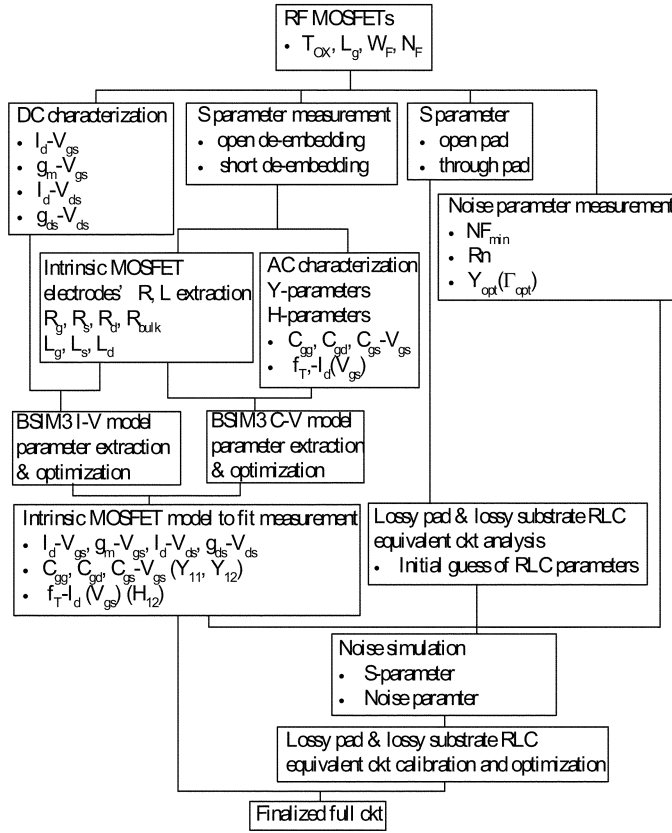 RF MOSFETs
• T_OX, L_g, W_F, N_F
DC characterization
• I_d-V_gs
• g_m-V_gs
• I_d-V_ds
• g_ds-V_ds
S parameter measurement
• open de-embedding
• short de-embedding
S parameter
• open pad
• through pad
Noise parameter measurement
• NF_min
• Rn
• Y_opt(Γ_opt)
Intrinsic MOSFET
electrodes' R, L extraction
R_g, R_s, R_d, R_bulk
L_g, L_s, L_d
AC characterization
Y-parameters
H-parameters
• C_gg, C_gd, C_gs-V_gs
• f_T,-I_d(V_gs)
BSIM3 I-V model
parameter extraction
& optimization
BSIM3 C-V model
parameter extraction
& optimization
Intrinsic MOSFET model to fit measurement
• I_d-V_gs, g_m-V_gs, I_d-V_ds, g_ds-V_ds
• C_gg, C_gd, C_gs-V_gs (Y_11, Y_12)
• f_T-I_d (V_gs) (H_12)
Lossy pad & lossy substrate RLC
equivalent ckt analysis
• Initial guess of RLC parameters
Noise simulation
• S-parameter
• Noise paramter
Lossy pad & lossy substrate RLC
equivalent ckt calibration and optimization
Finalized full ckt